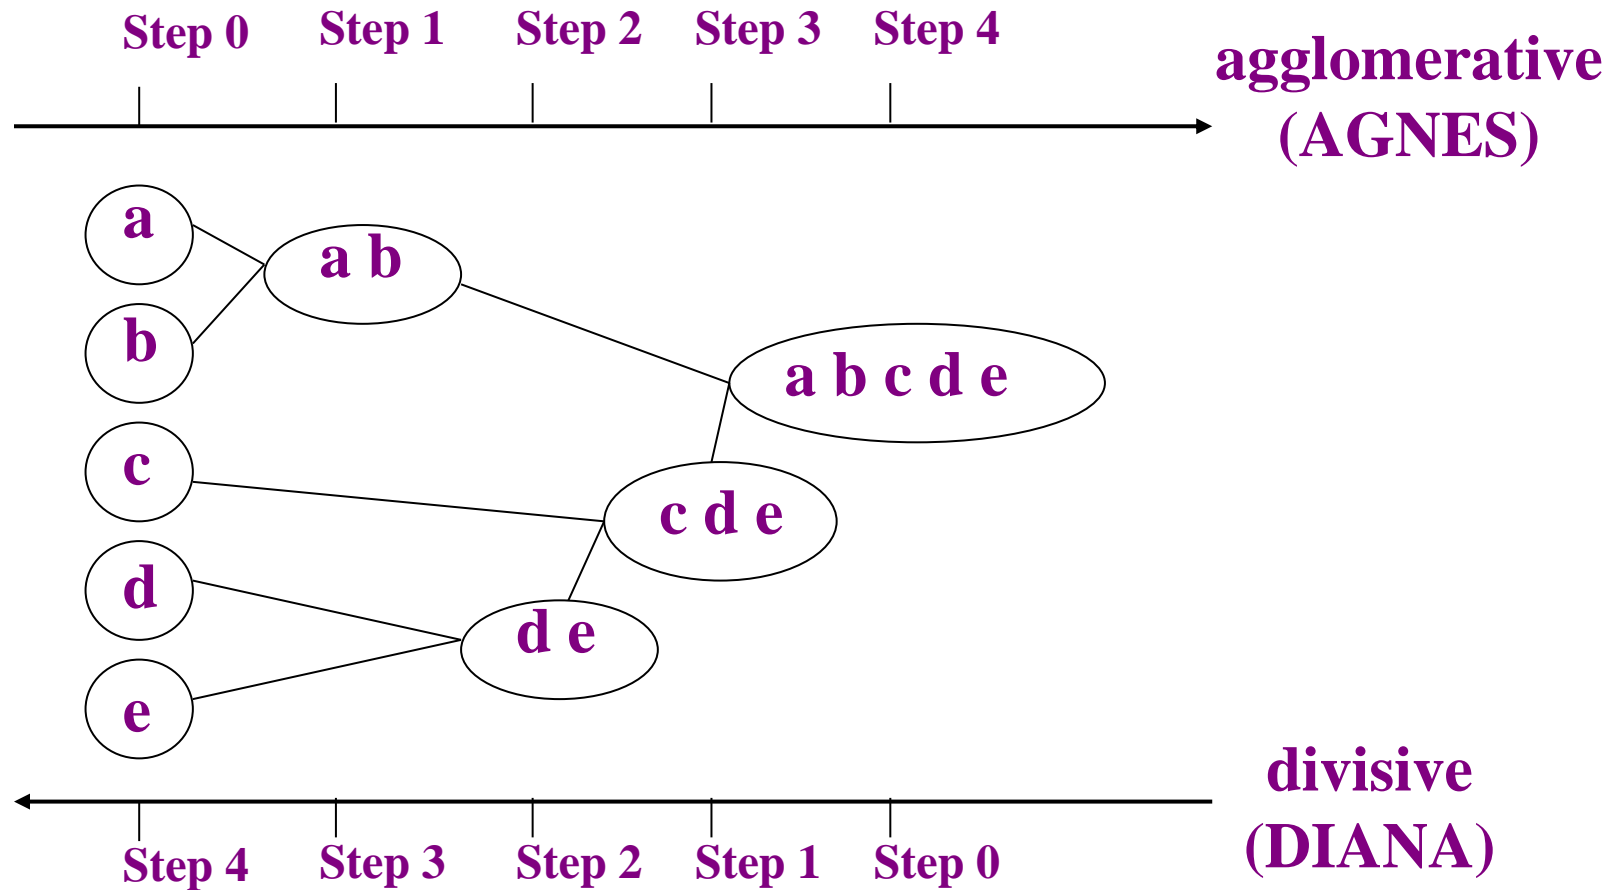 Step 0 Step 1 Step 2 Step 3 Step 4
agglomerative
(AGNES)
a
a b
b
a b c d e
c
c d e
d
d e
e
divisive
(DIANA)
Step 4 Step 3 Step 2 Step 1 Step 0